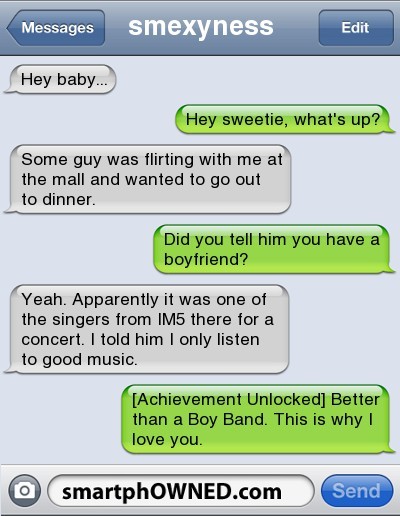 Messages
smexyness
Edit
Hey baby...
Hey sweetie, what's up?
Some guy was flirting with me at
the mall and wanted to go out
to dinner.
Did you tell him you have a
boyfriend?
Yeah. Apparently it was one of
the singers from IM5 there for a
concert. I told him I only listen
to good music.
[Achievement Unlocked] Better
than a Boy Band. This is why I
love you.
smartphOWNED.com
Send